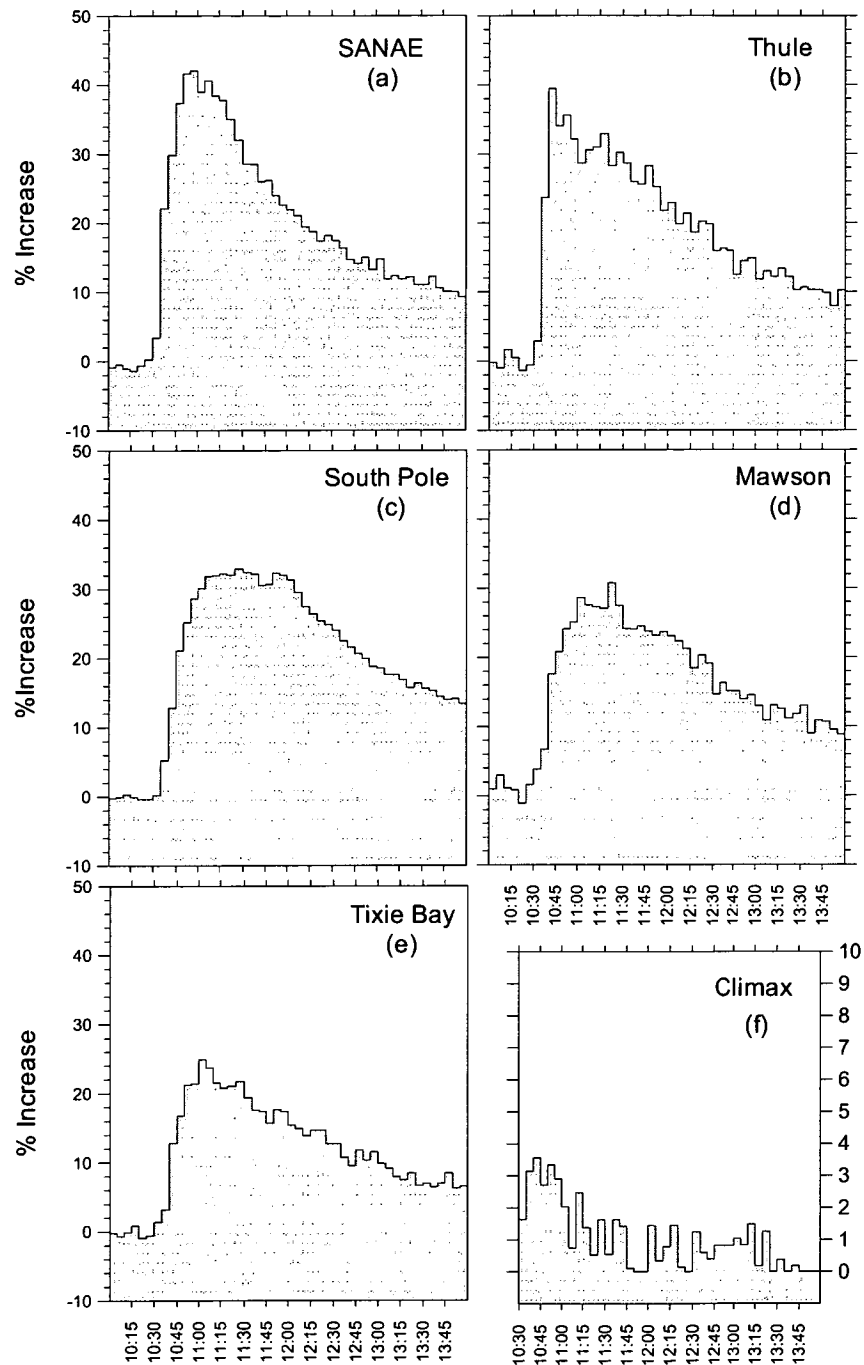 50
40
30
20
10
0
-10
% Increase
SANAE
(a)
Thule
(b)
50
40
30
20
10
0
-10
%Increase
South Pole
(c)
Mawson
(d)
10:15 10:30 10:45 11:00 11:15 11:30 11:45 12:00 12:15 12:30 12:45 13:00 13:15 13:30 13:45
50
40
30
20
10
0
-10
% Increase
Tixie Bay
(e)
10:15 10:30 10:45 11:00 11:15 11:30 11:45 12:00 12:15 12:30 12:45 13:00 13:15 13:30 13:45
Climax
(f)
10
9
8
7
6
5
4
3
2
1
0
10:30 10:45 11:00 11:15 11:30 11:45 12:00 12:15 12:30 12:45 13:00 13:15 13:30 13:45